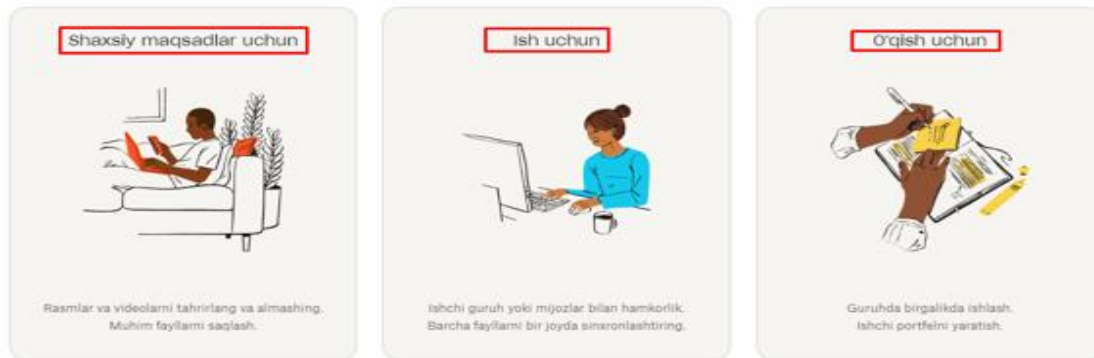 Shaxsiy maqsadlar uchun
Rasmlar va videolarni tahrirlang va almashing.
Muhim fayllarni saqlash.
Ish uchun
Ishchi guruh yoki mijozlar bilan hamkorlik.
Barcha fayllarni bir joyda sinxronlashtiring.
O'qish uchun
Guruhda birgalikda ishlash.
Ishchi portfelni yaratish.